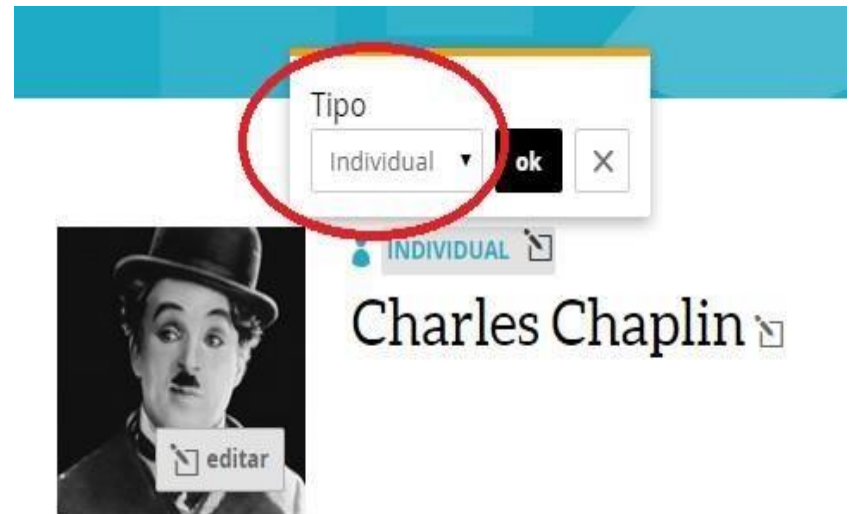 Tipo
Individual ok X
INDIVIDUAL
Charles Chaplin
editar